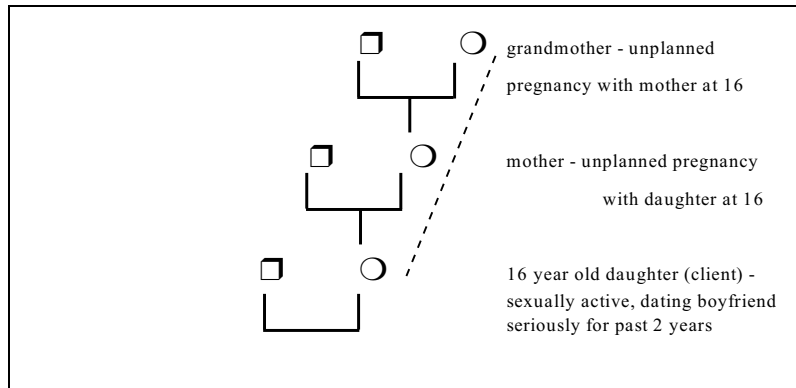 grandmother - unplanned
pregnancy with mother at 16
mother - unplanned pregnancy
with daughter at 16
16 year old daughter (client) -
sexually active, dating boyfriend
seriously for past 2 years